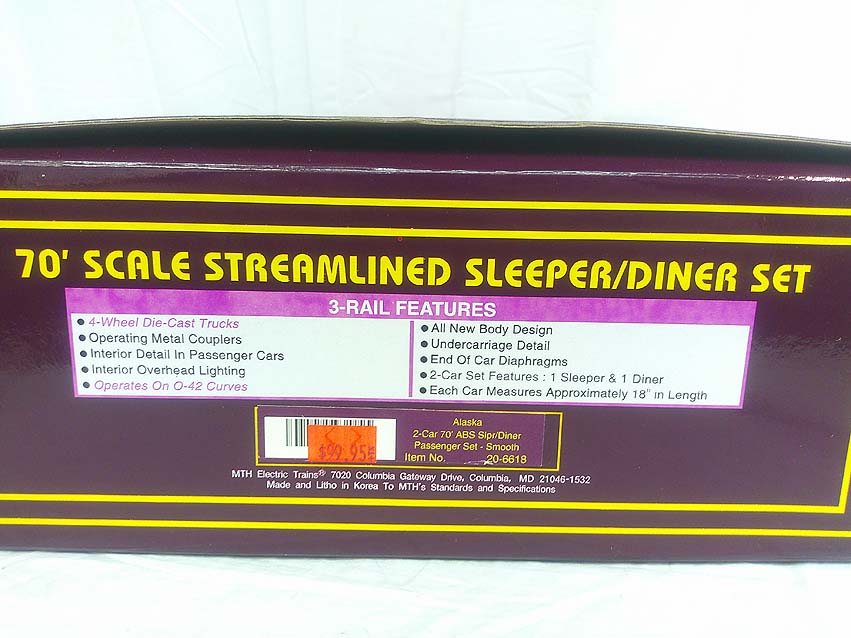 70' SCALE STREAMLINED SLEEPER/DINER SET
3-RAIL FEATURES
● 4-Wheel Die-Cast Trucks
● Operating Metal Couplers
● Interior Detail In Passenger Cars
● Interior Overhead Lighting
● Operates On O-42 Curves
● All New Body Design
● Undercarriage Detail
● End Of Car Diaphragms
● 2-Car Set Features : 1 Sleeper & 1 Diner
● Each Car Measures Approximately 18" in Length
$99.95
Alaska
2-Car 70' ABS Slpr/Diner
Passenger Set - Smooth
Item No. 20-6618
MTH Electric Trains® 7020 Columbia Gateway Drive, Columbia, MD 21046-1532
Made and Litho in Korea To MTH's Standards and Specifications